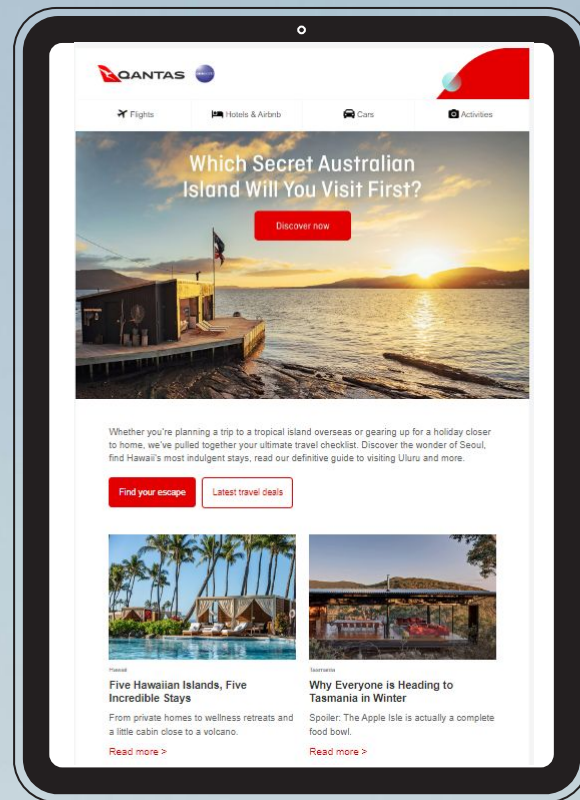 QANTAS
Flights
Hotels & Airbnb
Cars
Activities
Which Secret Australian
Island Will You Visit First?
Discover now
Whether you're planning a trip to a tropical island overseas or gearing up for a holiday closer
to home, we've pulled together your ultimate travel checklist. Discover the wonder of Seoul,
find Hawaii's most indulgent stays, read our definitive guide to visiting Uluru and more.
Find your escape
Latest travel deals
Hawaii
Five Hawaiian Islands, Five
Incredible Stays
From private homes to wellness retreats and
a little cabin close to a volcano.
Read more >
Tasmania
Why Everyone is Heading to
Tasmania in Winter
Spoiler: The Apple Isle is actually a complete
food bowl.
Read more >